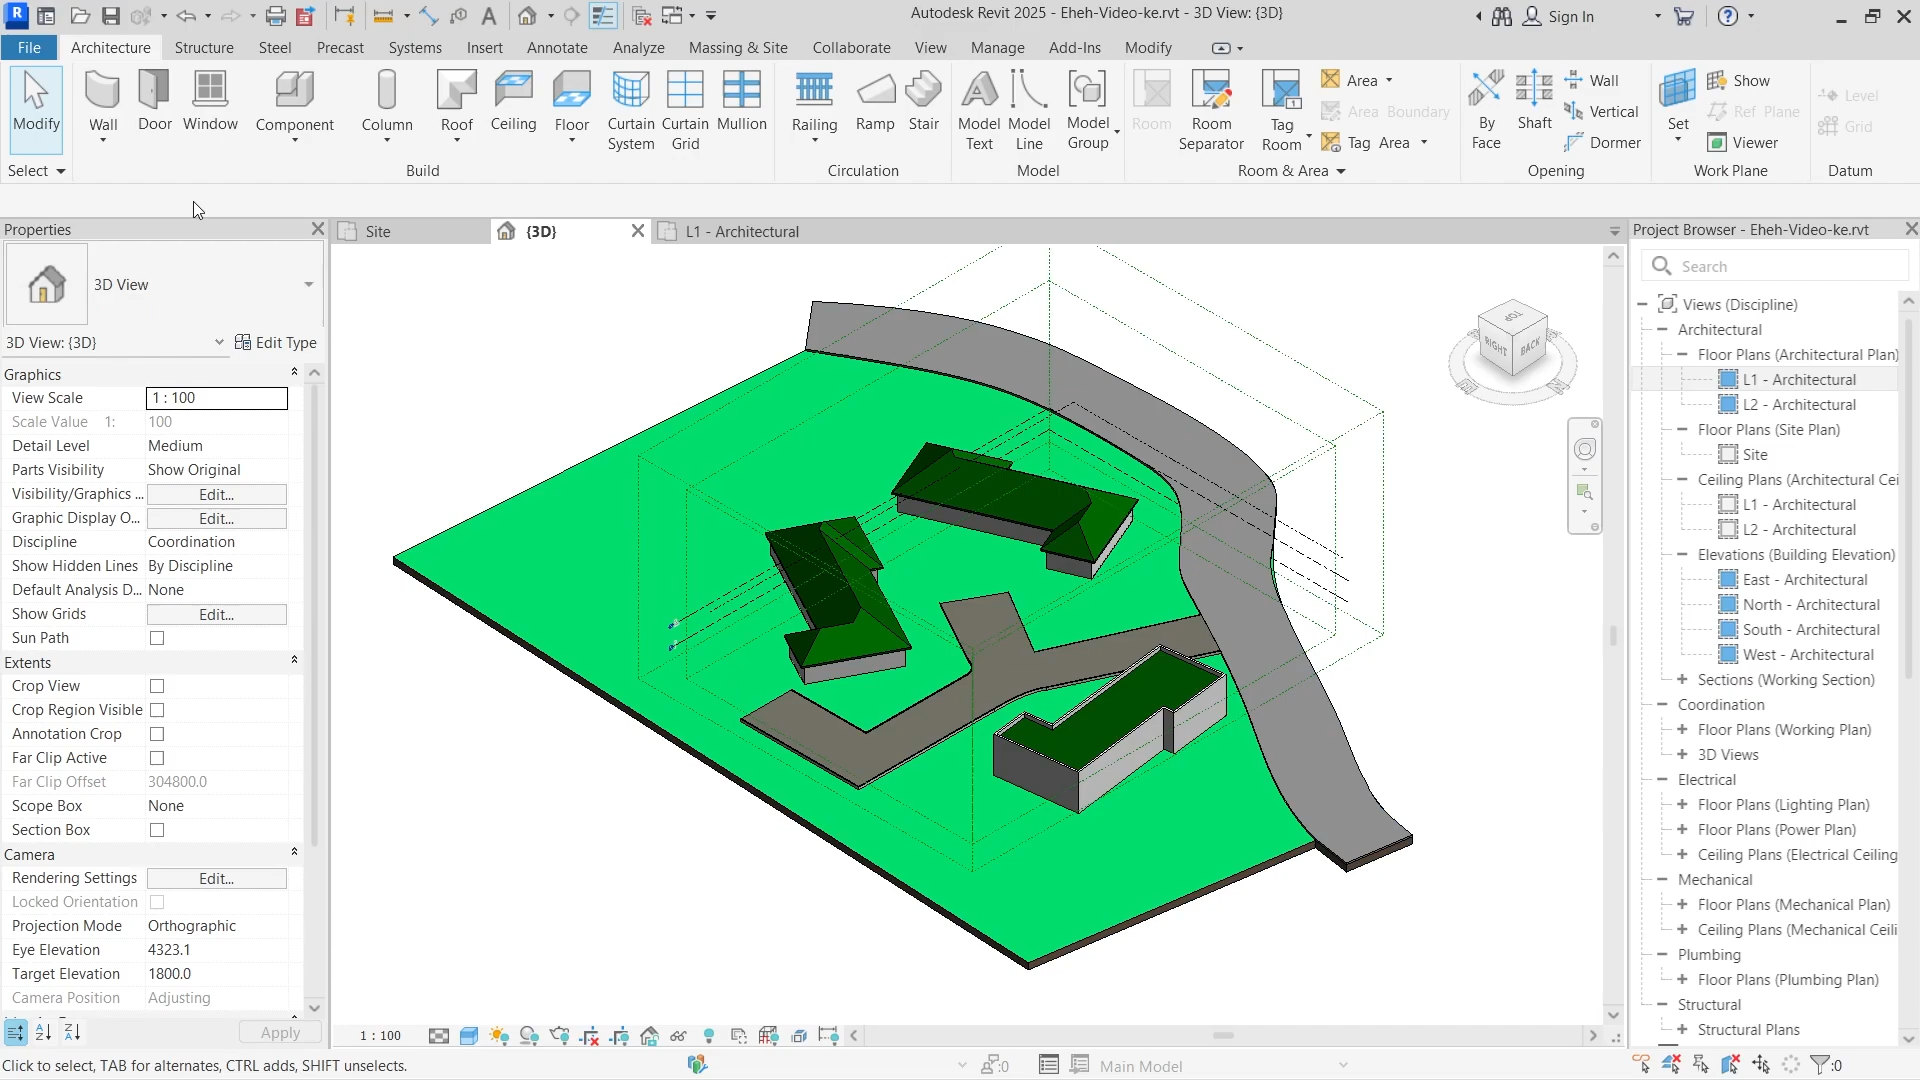 Autodesk Revit 2025 - Eheh-Video-ke.rvt - 3D View: {3D}
Sign In
File Architecture Structure Steel Precast Systems Insert Annotate Analyze Massing & Site Collaborate View Manage Add-Ins Modify
Modify
Wall
Door
Window
Component
Column
Roof
Ceiling
Floor
Curtain System
Curtain Grid
Mullion
Railing
Ramp
Stair
Model Text
Model Line
Model Group
Room
Room Separator
Tag Room
Area
Area Boundary
Tag Area
By Face
Shaft
Wall
Vertical
Dormer
Set
Show
Ref Plane
Viewer
Level
Grid
Select Build Circulation Model Room & Area Opening Work Plane Datum
Properties
3D View
3D View: {3D} Edit Type
Graphics
View Scale 1 : 100
Scale Value 1: 100
Detail Level Medium
Parts Visibility Show Original
Visibility/Graphics ... Edit...
Graphic Display O... Edit...
Discipline Coordination
Show Hidden Lines By Discipline
Default Analysis D... None
Show Grids Edit...
Sun Path
Extents
Crop View
Crop Region Visible
Annotation Crop
Far Clip Active
Far Clip Offset 304800.0
Scope Box None
Section Box
Camera
Rendering Settings Edit...
Locked Orientation
Projection Mode Orthographic
Eye Elevation 4323.1
Target Elevation 1800.0
Camera Position Adjusting
Apply
Site {3D} L1 - Architectural
TOP
RIGHT
BACK
1 : 100
Project Browser - Eheh-Video-ke.rvt
Search
Views (Discipline)
Architectural
Floor Plans (Architectural Plan)
L1 - Architectural
L2 - Architectural
Floor Plans (Site Plan)
Site
Ceiling Plans (Architectural Cei
L1 - Architectural
L2 - Architectural
Elevations (Building Elevation)
East - Architectural
North - Architectural
South - Architectural
West - Architectural
Sections (Working Section)
Coordination
Floor Plans (Working Plan)
3D Views
Electrical
Floor Plans (Lighting Plan)
Floor Plans (Power Plan)
Ceiling Plans (Electrical Ceiling
Mechanical
Floor Plans (Mechanical Plan)
Ceiling Plans (Mechanical Ceili
Plumbing
Floor Plans (Plumbing Plan)
Structural
Structural Plans
Click to select, TAB for alternates, CTRL adds, SHIFT unselects.
:0
Main Model
:0